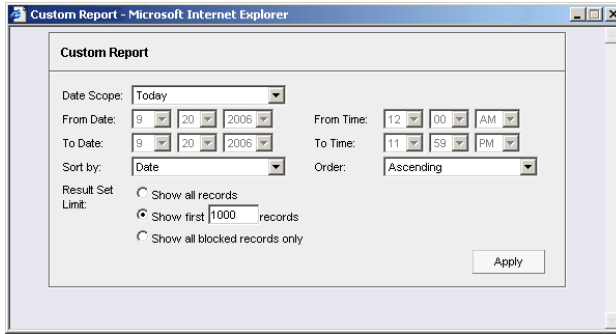 Custom Report - Microsoft Internet Explorer
Custom Report
Date Scope: Today
From Date: 9 20 2006 From Time: 12 00 AM
To Date: 9 20 2006 To Time: 11 59 PM
Sort by: Date Order: Ascending
Result Set Limit:
Show all records
Show first 1000 records
Show all blocked records only
Apply